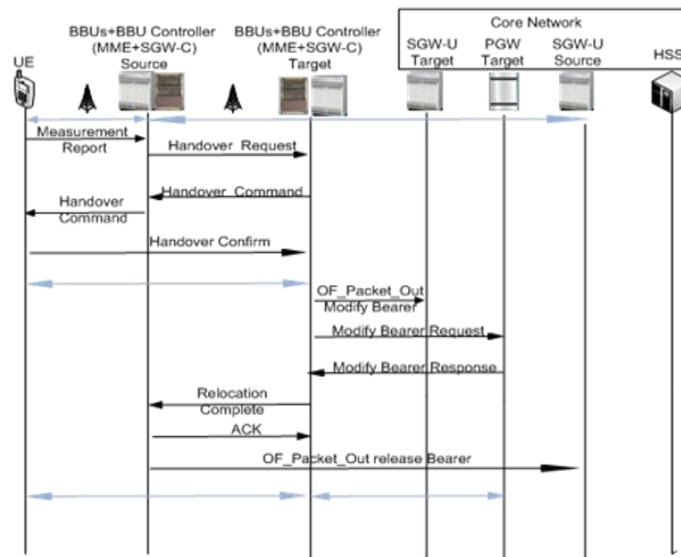 Core Network
BBUs+BBU Controller
(MME+SGW-C)
Source
BBUs+BBU Controller
(MME+SGW-C)
Target
SGW-U
Target
PGW
Target
SGW-U
Source
HSS
UE
Measurement
Report
Handover Request
Handover Command
Handover
Command
Handover Confirm
OF_Packet_Out
Modify Bearer
Modify Bearer Request
Modify Bearer Response
Relocation
Complete
ACK
OF_Packet_Out release Bearer